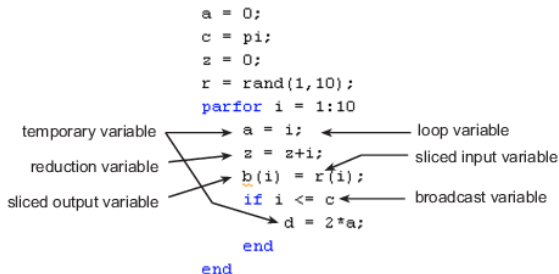 a = 0;
c = pi;
z = 0;
r = rand(1,10);
parfor i = 1:10
temporary variable a = i; loop variable
reduction variable z = z+i; sliced input variable
b(i) = r(i);
sliced output variable if i <= c broadcast variable
d = 2*a;
end
end